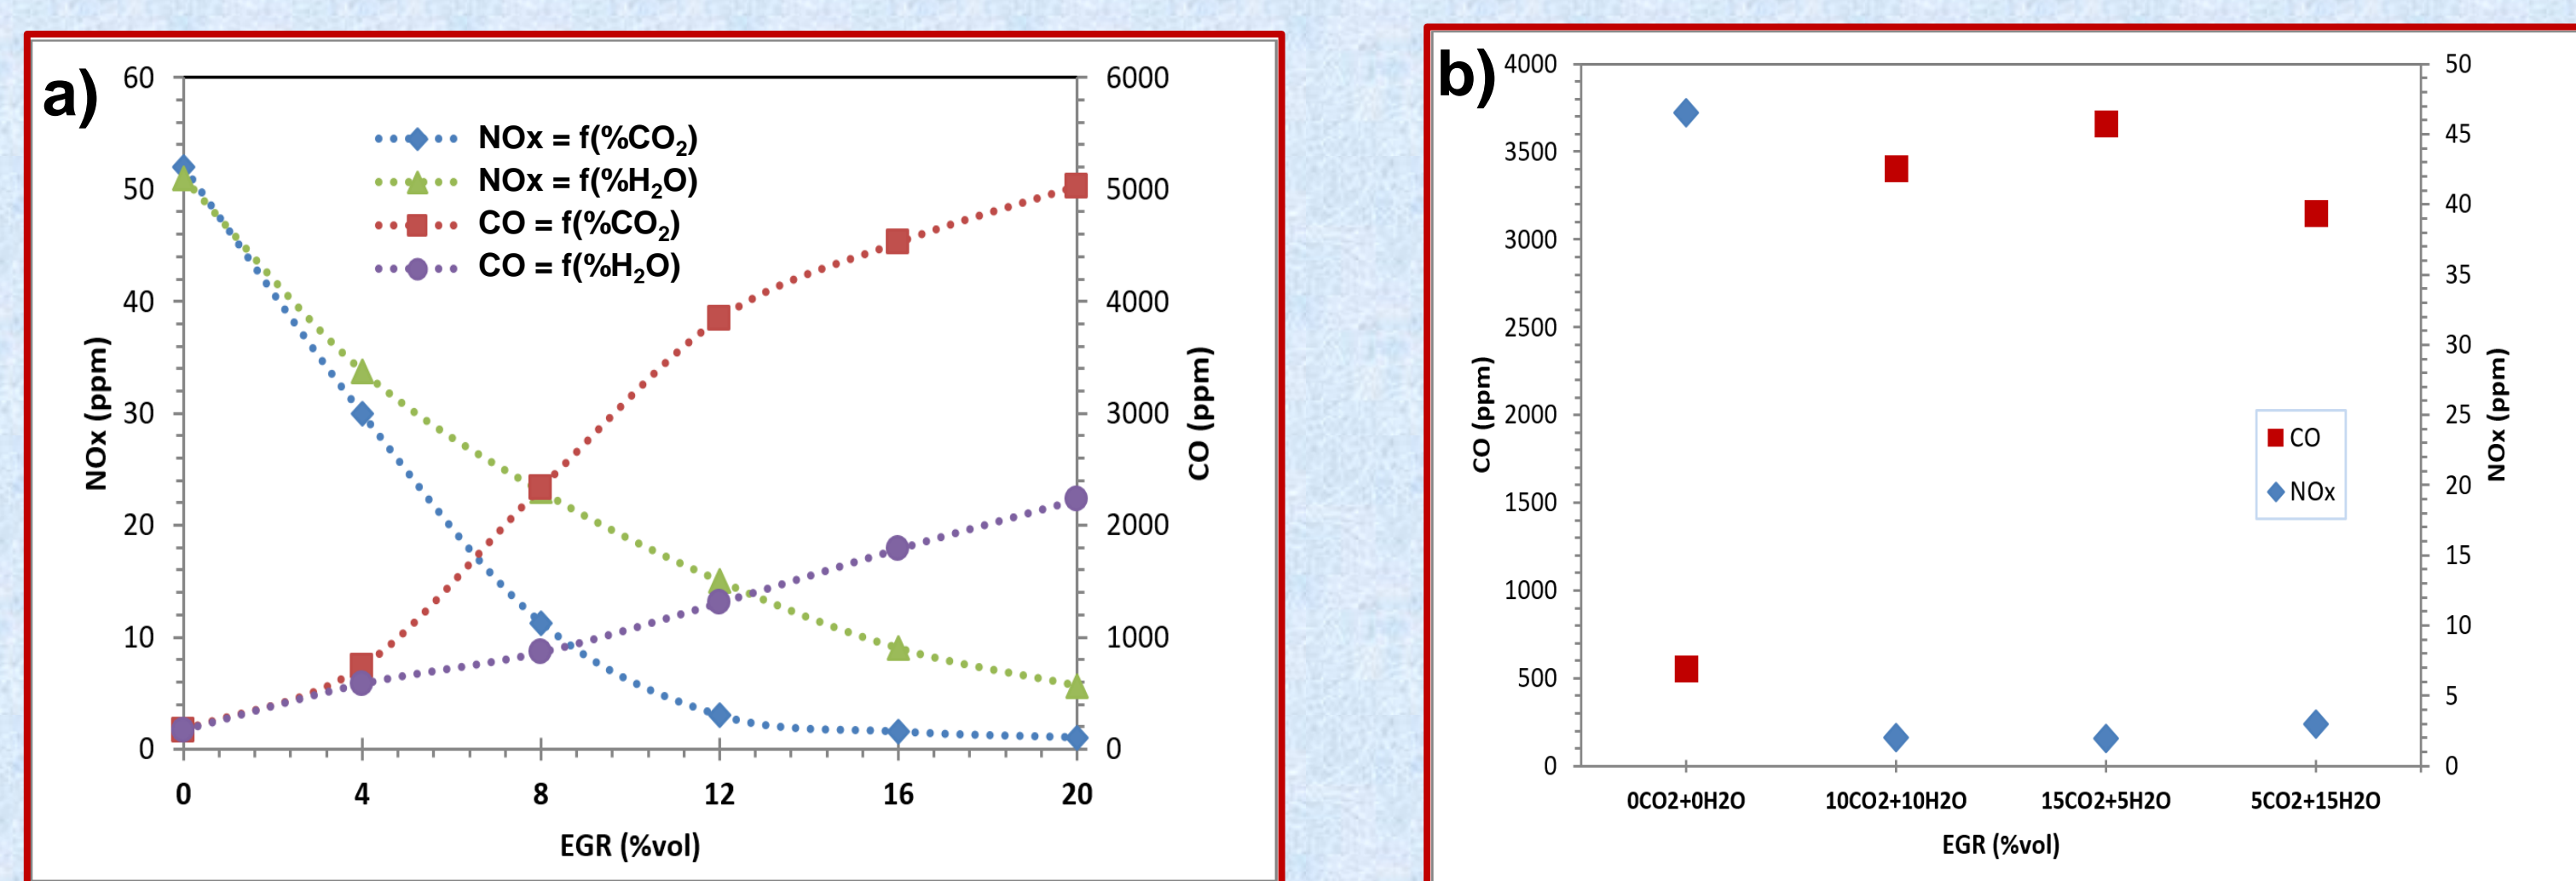 a)
60
50
40
30
20
10
0
NOx (ppm)
NOx = f(%CO₂)
NOx = f(%H₂O)
CO = f(%CO₂)
CO = f(%H₂O)
6000
5000
4000
3000
2000
1000
0
CO (ppm)
0 4 8 12 16 20
EGR (%vol)
b)
4000
3500
3000
2500
2000
1500
1000
500
0
CO (ppm)
CO
NOx
50
45
40
35
30
25
20
15
10
5
0
NOx (ppm)
0CO2+0H2O 10CO2+10H2O 15CO2+5H2O 5CO2+15H2O
EGR (%vol)